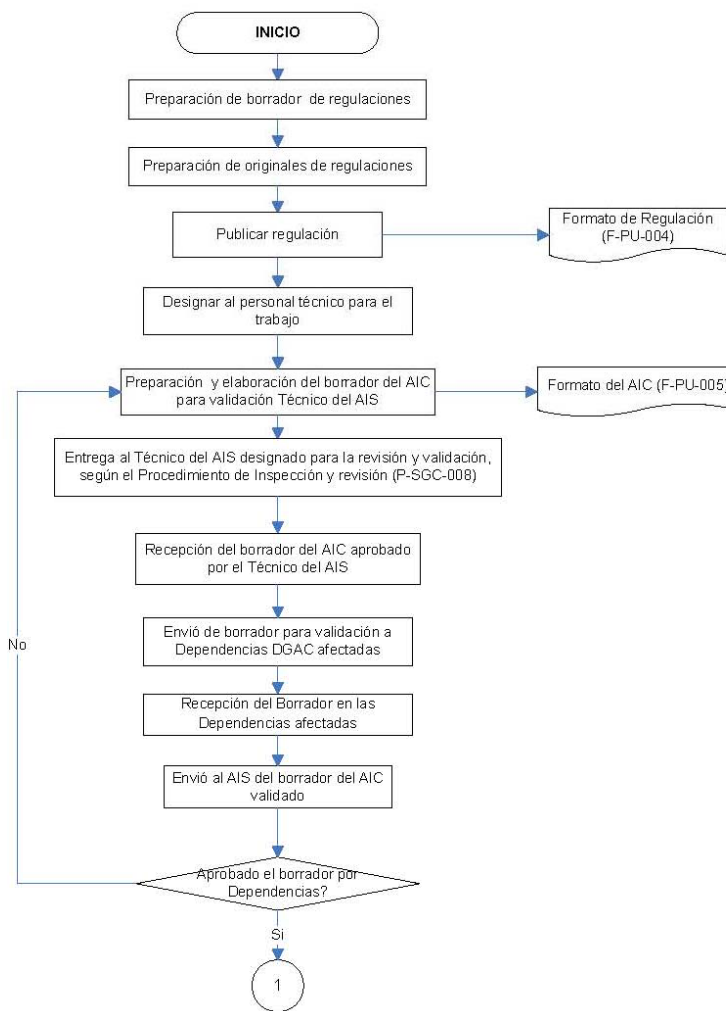 INICIO
Preparación de borrador de regulaciones
Preparación de originales de regulaciones
Publicar regulación
Formato de Regulación
(F-PU-004)
Designar al personal técnico para el
trabajo
Preparación y elaboración del borrador del AIC
para validación Técnico del AIS
Formato del AIC (F-PU-005)
Entrega al Técnico del AIS designado para la revisión y validación,
según el Procedimiento de Inspección y revisión (P-SGC-008)
Recepción del borrador del AIC aprobado
por el Técnico del AIS
Envió de borrador para validación a
Dependencias DGAC afectadas
No
Recepción del Borrador en las
Dependencias afectadas
Envió al AIS del borrador del AIC
validado
Aprobado el borrador por
Dependencias?
Si
1